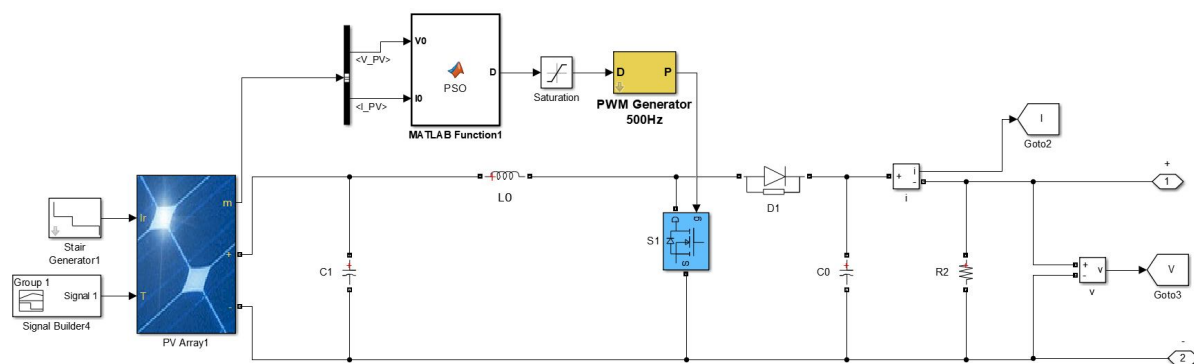 V0
<V_PV>
PSO
D
I0
<I_PV>
MATLAB Function1
Saturation
D
P
PWM Generator
500Hz
I
Goto2
+
i
-
i
+
1
L0
D1
m
Ir
Stair
Generator1
+
C1
S1
D
g
S
C0
R2
+
-
v
v
V
Goto3
Group 1
Signal 1
Signal Builder4
T
-
PV Array1
-
2